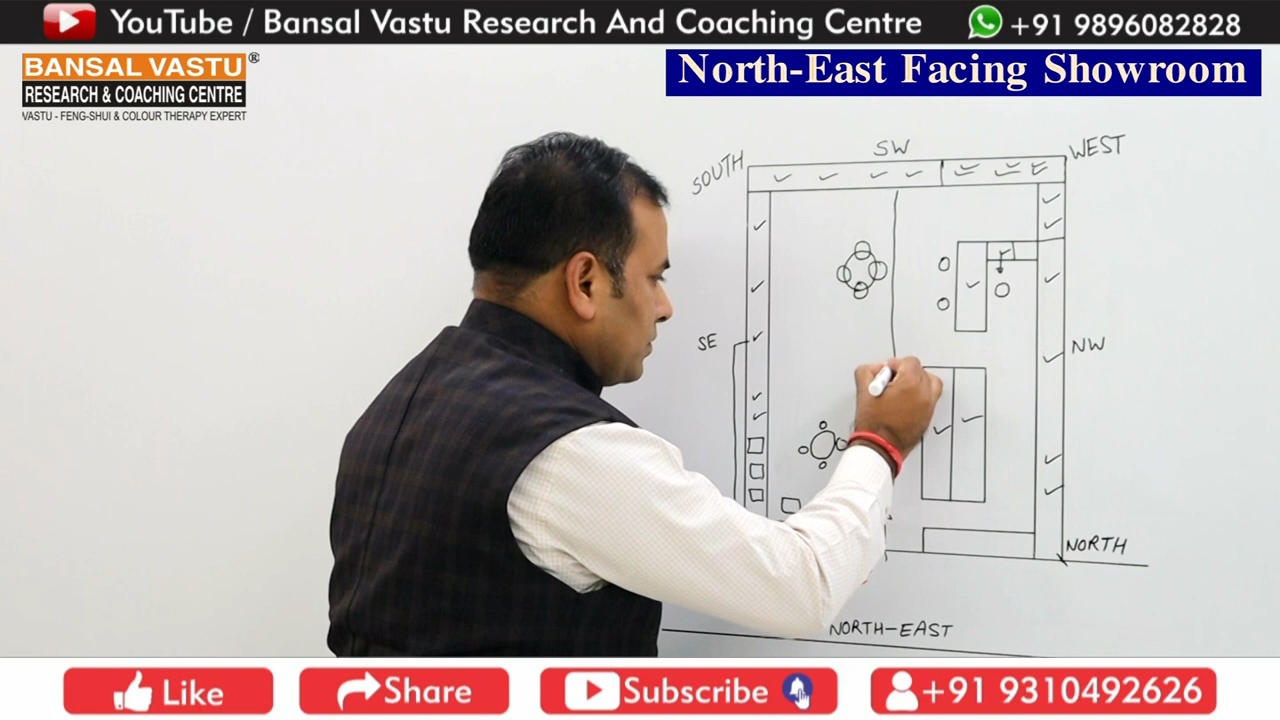 YouTube / Bansal Vastu Research And Coaching Centre
+91 9896082828
BANSAL VASTU®
RESEARCH & COACHING CENTRE
VASTU - FENG-SHUI & COLOUR THERAPY EXPERT
North-East Facing Showroom
SW
SOUTH
WEST
SE
NW
NORTH
NORTH-EAST
Like
Share
Subscribe
+91 9310492626